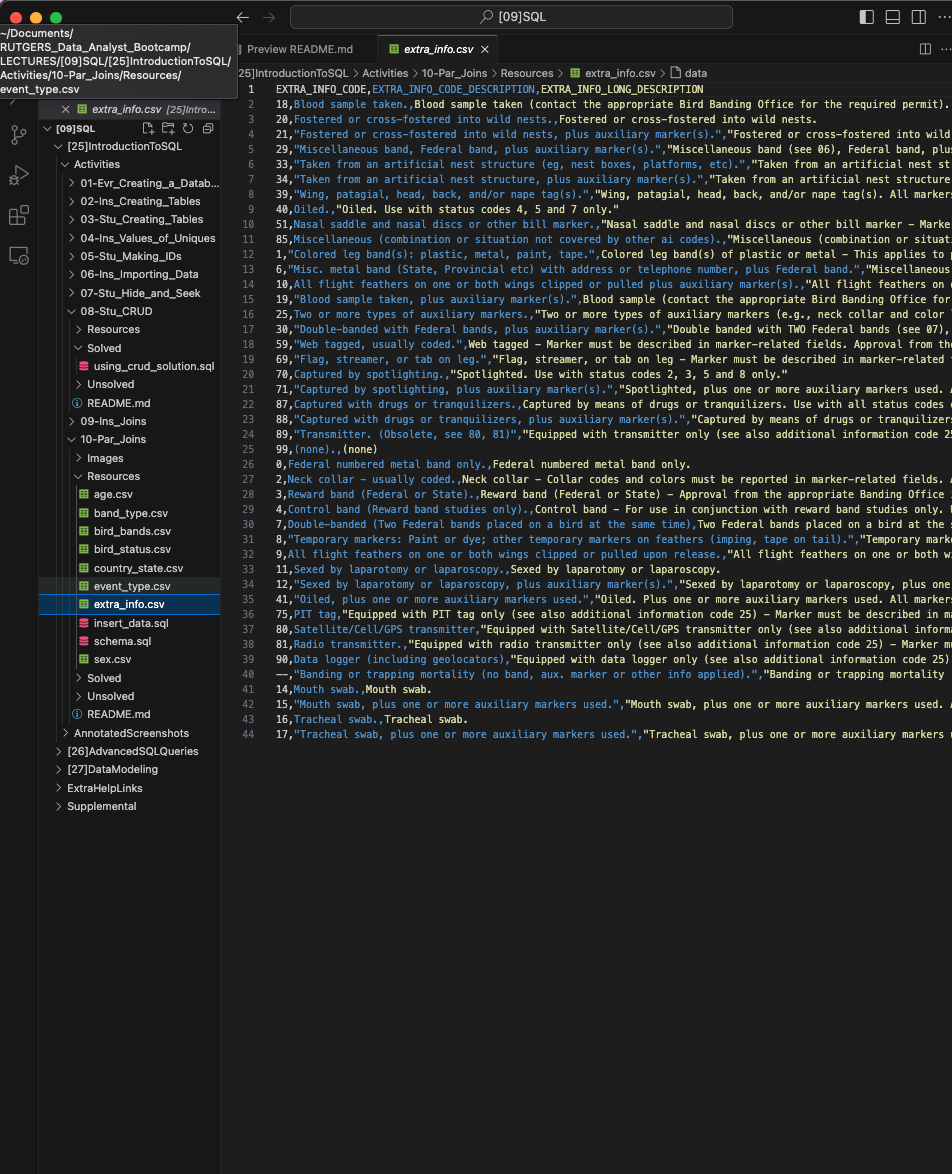 [09]SQL
~/Documents/
RUTGERS_Data_Analyst_Bootcamp/
LECTURES/[09]SQL/[25]IntroductionToSQL/
Activities/10-Par_Joins/Resources/
event_type.csv
Preview README.md
extra_info.csv
25]IntroductionToSQL > Activities > 10-Par_Joins > Resources > extra_info.csv > data
extra_info.csv [25]Intro...
[09]SQL
[25]IntroductionToSQL
Activities
01-Evr_Creating_a_Datab...
02-Ins_Creating_Tables
03-Stu_Creating_Tables
04-Ins_Values_of_Uniques
05-Stu_Making_IDs
06-Ins_Importing_Data
07-Stu_Hide_and_Seek
08-Stu_CRUD
Resources
Solved
using_crud_solution.sql
Unsolved
README.md
09-Ins_Joins
10-Par_Joins
Images
Resources
age.csv
band_type.csv
bird_bands.csv
bird_status.csv
country_state.csv
event_type.csv
extra_info.csv
insert_data.sql
schema.sql
sex.csv
Solved
Unsolved
README.md
AnnotatedScreenshots
[26]AdvancedSQLQueries
[27]DataModeling
ExtraHelpLinks
Supplemental
1 EXTRA_INFO_CODE,EXTRA_INFO_CODE_DESCRIPTION,EXTRA_INFO_LONG_DESCRIPTION
2 18,Blood sample taken.,Blood sample taken (contact the appropriate Bird Banding Office for the required permit).
3 20,Fostered or cross-fostered into wild nests.,Fostered or cross-fostered into wild nests.
4 21,"Fostered or cross-fostered into wild nests, plus auxiliary marker(s).","Fostered or cross-fostered into wild
5 29,"Miscellaneous band, Federal band, plus auxiliary marker(s).","Miscellaneous band (see 06), Federal band, plus
6 33,"Taken from an artificial nest structure (eg, nest boxes, platforms, etc).","Taken from an artificial nest st
7 34,"Taken from an artificial nest structure, plus auxiliary marker(s).","Taken from an artificial nest structure
8 39,"Wing, patagial, head, back, and/or nape tag(s).","Wing, patagial, head, back, and/or nape tag(s). All markers
9 40,Oiled.,"Oiled. Use with status codes 4, 5 and 7 only."
10 51,Nasal saddle and nasal discs or other bill marker.,"Nasal saddle and nasal discs or other bill marker – Marke
11 85,Miscellaneous (combination or situation not covered by other ai codes).,"Miscellaneous (combination or situa
12 1,"Colored leg band(s): plastic, metal, paint, tape.",Colored leg band(s) of plastic or metal – This applies to
13 6,"Misc. metal band (State, Provincial etc) with address or telephone number, plus Federal band.","Miscellaneous
14 10,All flight feathers on one or both wings clipped or pulled plus auxiliary marker(s).,"All flight feathers on
15 19,"Blood sample taken, plus auxiliary marker(s).",Blood sample (contact the appropriate Bird Banding Office for
16 25,Two or more types of auxiliary markers.,"Two or more types of auxiliary markers (e.g., neck collar and color
17 30,"Double-banded with Federal bands, plus auxiliary marker(s).","Double banded with TWO Federal bands (see 07),
18 59,"Web tagged, usually coded.",Web tagged – Marker must be described in marker-related fields. Approval from the
19 69,"Flag, streamer, or tab on leg.","Flag, streamer, or tab on leg – Marker must be described in marker-related
20 70,Captured by spotlighting.,"Spotlighted. Use with status codes 2, 3, 5 and 8 only."
21 71,"Captured by spotlighting, plus auxiliary marker(s).","Spotlighted, plus one or more auxiliary markers used.
22 87,Captured with drugs or tranquilizers.,Captured by means of drugs or tranquilizers. Use with all status codes
23 88,"Captured with drugs or tranquilizers, plus auxiliary marker(s).","Captured by means of drugs or tranquilizers
24 89,"Transmitter. (Obsolete, see 80, 81)","Equipped with transmitter only (see also additional information code 25
25 99,(none).,(none)
26 0,Federal numbered metal band only.,Federal numbered metal band only.
27 2,Neck collar – usually coded.,Neck collar – Collar codes and colors must be reported in marker-related fields.
28 3,Reward band (Federal or State).,Reward band (Federal or State) – Approval from the appropriate Banding Office
29 4,Control band (Reward band studies only).,Control band – For use in conjunction with reward band studies only.
30 7,Double-banded (Two Federal bands placed on a bird at the same time),Two Federal bands placed on a bird at the
31 8,"Temporary markers: Paint or dye; other temporary markers on feathers (imping, tape on tail).","Temporary marke
32 9,All flight feathers on one or both wings clipped or pulled upon release.,"All flight feathers on one or both
33 11,Sexed by laparotomy or laparoscopy.,Sexed by laparotomy or laparoscopy.
34 12,"Sexed by laparotomy or laparoscopy, plus auxiliary marker(s).","Sexed by laparotomy or laparoscopy, plus one
35 41,"Oiled, plus one or more auxiliary markers used.","Oiled. Plus one or more auxiliary markers used. All marker
36 75,PIT tag,"Equipped with PIT tag only (see also additional information code 25) – Marker must be described in ma
37 80,Satellite/Cell/GPS transmitter,"Equipped with Satellite/Cell/GPS transmitter only (see also additional informa
38 81,Radio transmitter.,"Equipped with radio transmitter only (see also additional information code 25) – Marker mu
39 90,Data logger (including geolocators),"Equipped with data logger only (see also additional information code 25)
40 --,"Banding or trapping mortality (no band, aux. marker or other info applied).","Banding or trapping mortality
41 14,Mouth swab.,Mouth swab.
42 15,"Mouth swab, plus one or more auxiliary markers used.","Mouth swab, plus one or more auxiliary markers used.
43 16,Tracheal swab.,Tracheal swab.
44 17,"Tracheal swab, plus one or more auxiliary markers used.","Tracheal swab, plus one or more auxiliary markers